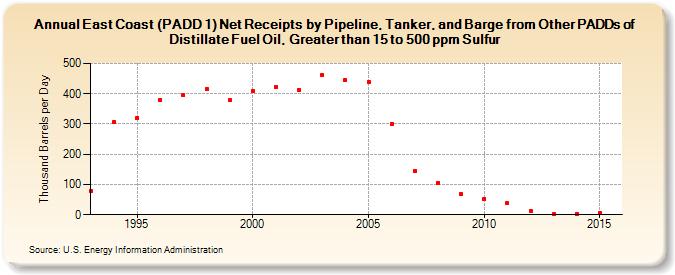 Annual East Coast (PADD 1) Net Receipts by Pipeline, Tanker, and Barge from Other PADDs of
Distillate Fuel Oil, Greater than 15 to 500 ppm Sulfur
Thousand Barrels per Day
500
400
300
200
100
0
1995
2000
2005
2010
2015
Source: U.S. Energy Information Administration